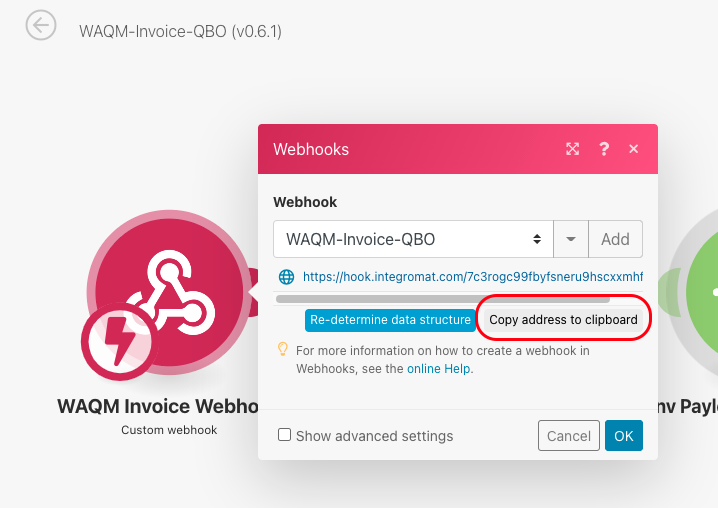 WAQM-Invoice-QBO (v0.6.1)
Webhooks
?
Webhook
WAQM-Invoice-QBO
Add
https://hook.integromat.com/7c3rogc99fbyfsneru9hscxxmhf
Re-determine data structure
Copy address to clipboard
For more information on how to create a webhook in
Webhooks, see the online Help.
WAQM Invoice Webho
nv Paylo
Custom webhook
Show advanced settings
Cancel
OK